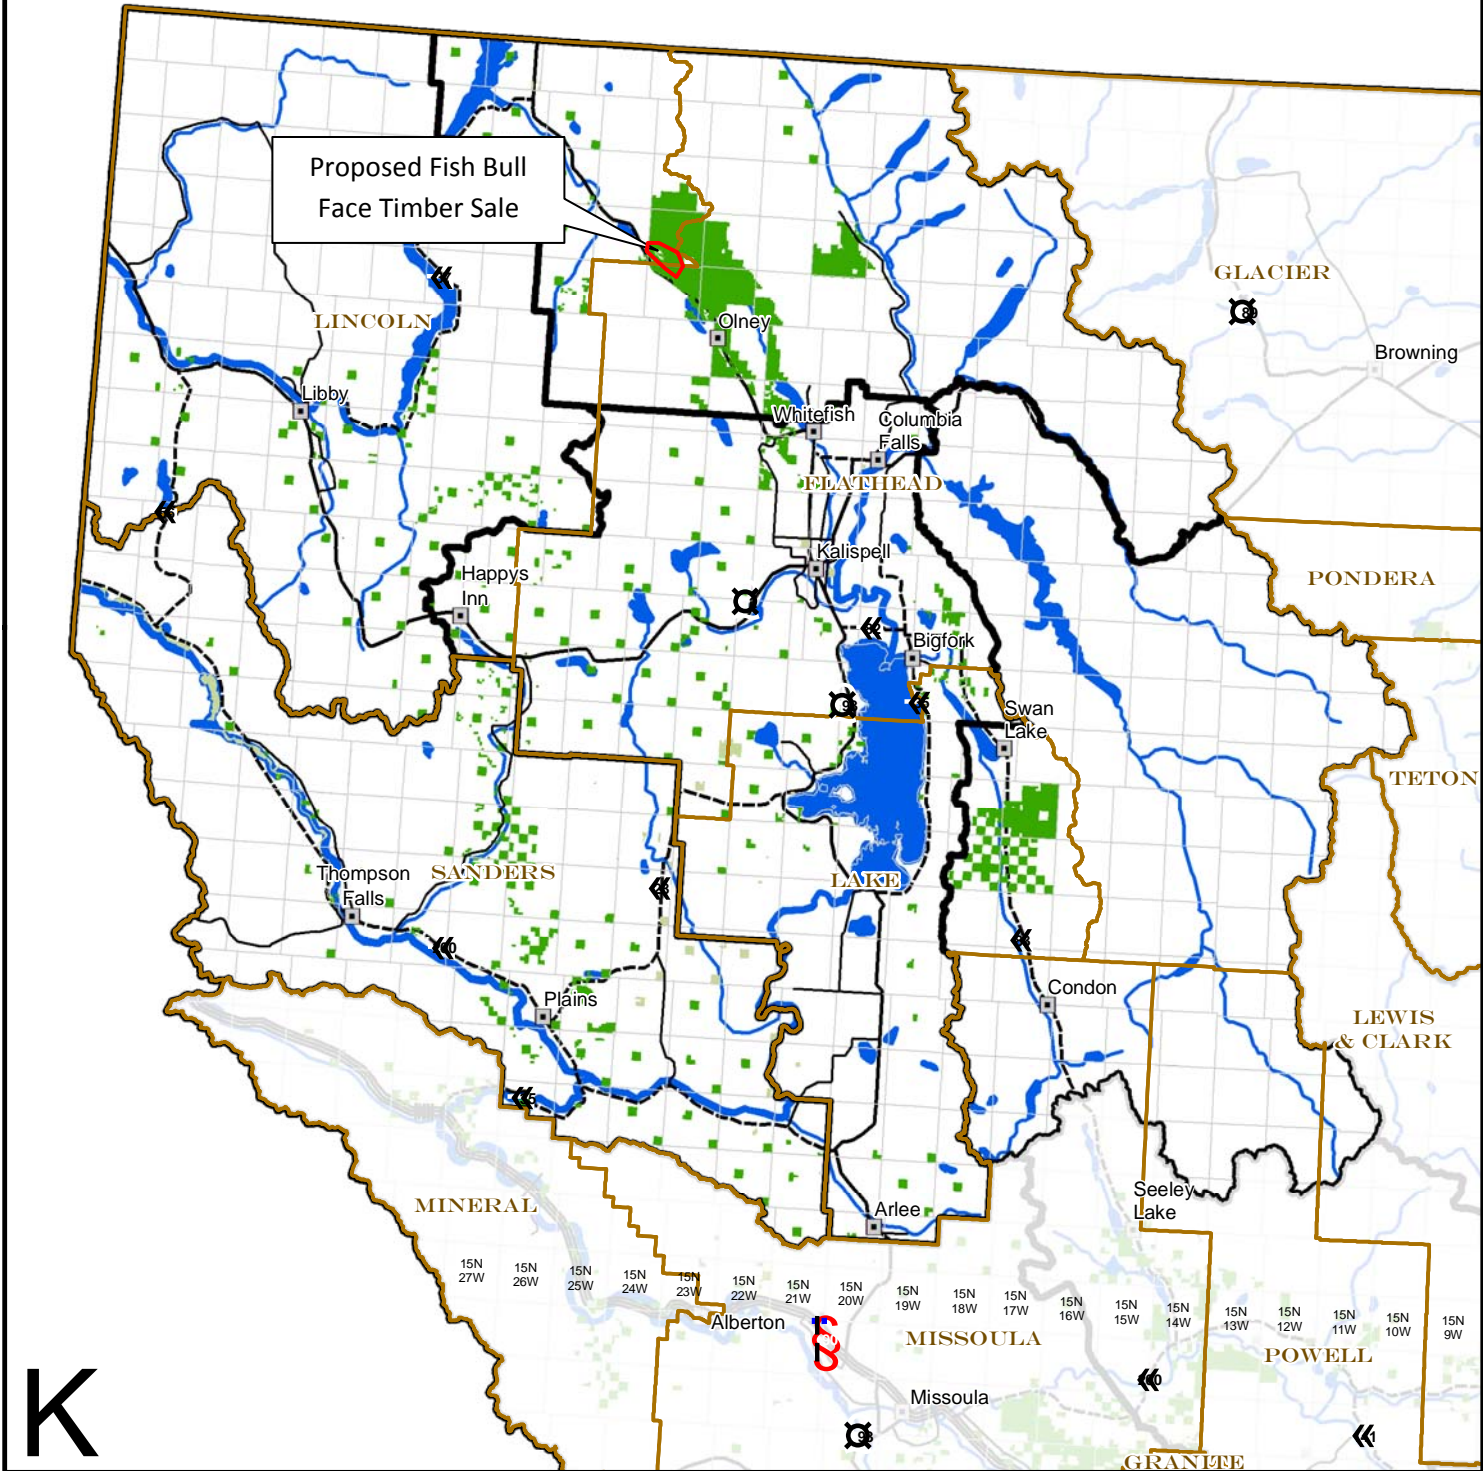 Proposed Fish Bull
Face Timber Sale
GLACIER
89
Browning
LINCOLN
Olney
Libby
Whitefish
Columbia
Falls
FLATHEAD
Kalispell
Happys
Inn
PONDERA
Bigfork
Swan
Lake
TETON
Thompson
Falls
SANDERS
LAKE
Plains
Condon
LEWIS
& CLARK
MINERAL
Seeley
Lake
Arlee
15N
27W
15N
26W
15N
25W
15N
24W
15N
23W
15N
22W
15N
21W
15N
20W
15N
19W
15N
18W
15N
17W
15N
16W
15N
15W
15N
14W
15N
13W
15N
12W
15N
11W
15N
10W
15N
9W
Alberton
MISSOULA
POWELL
Missoula
93
GRANITE
K